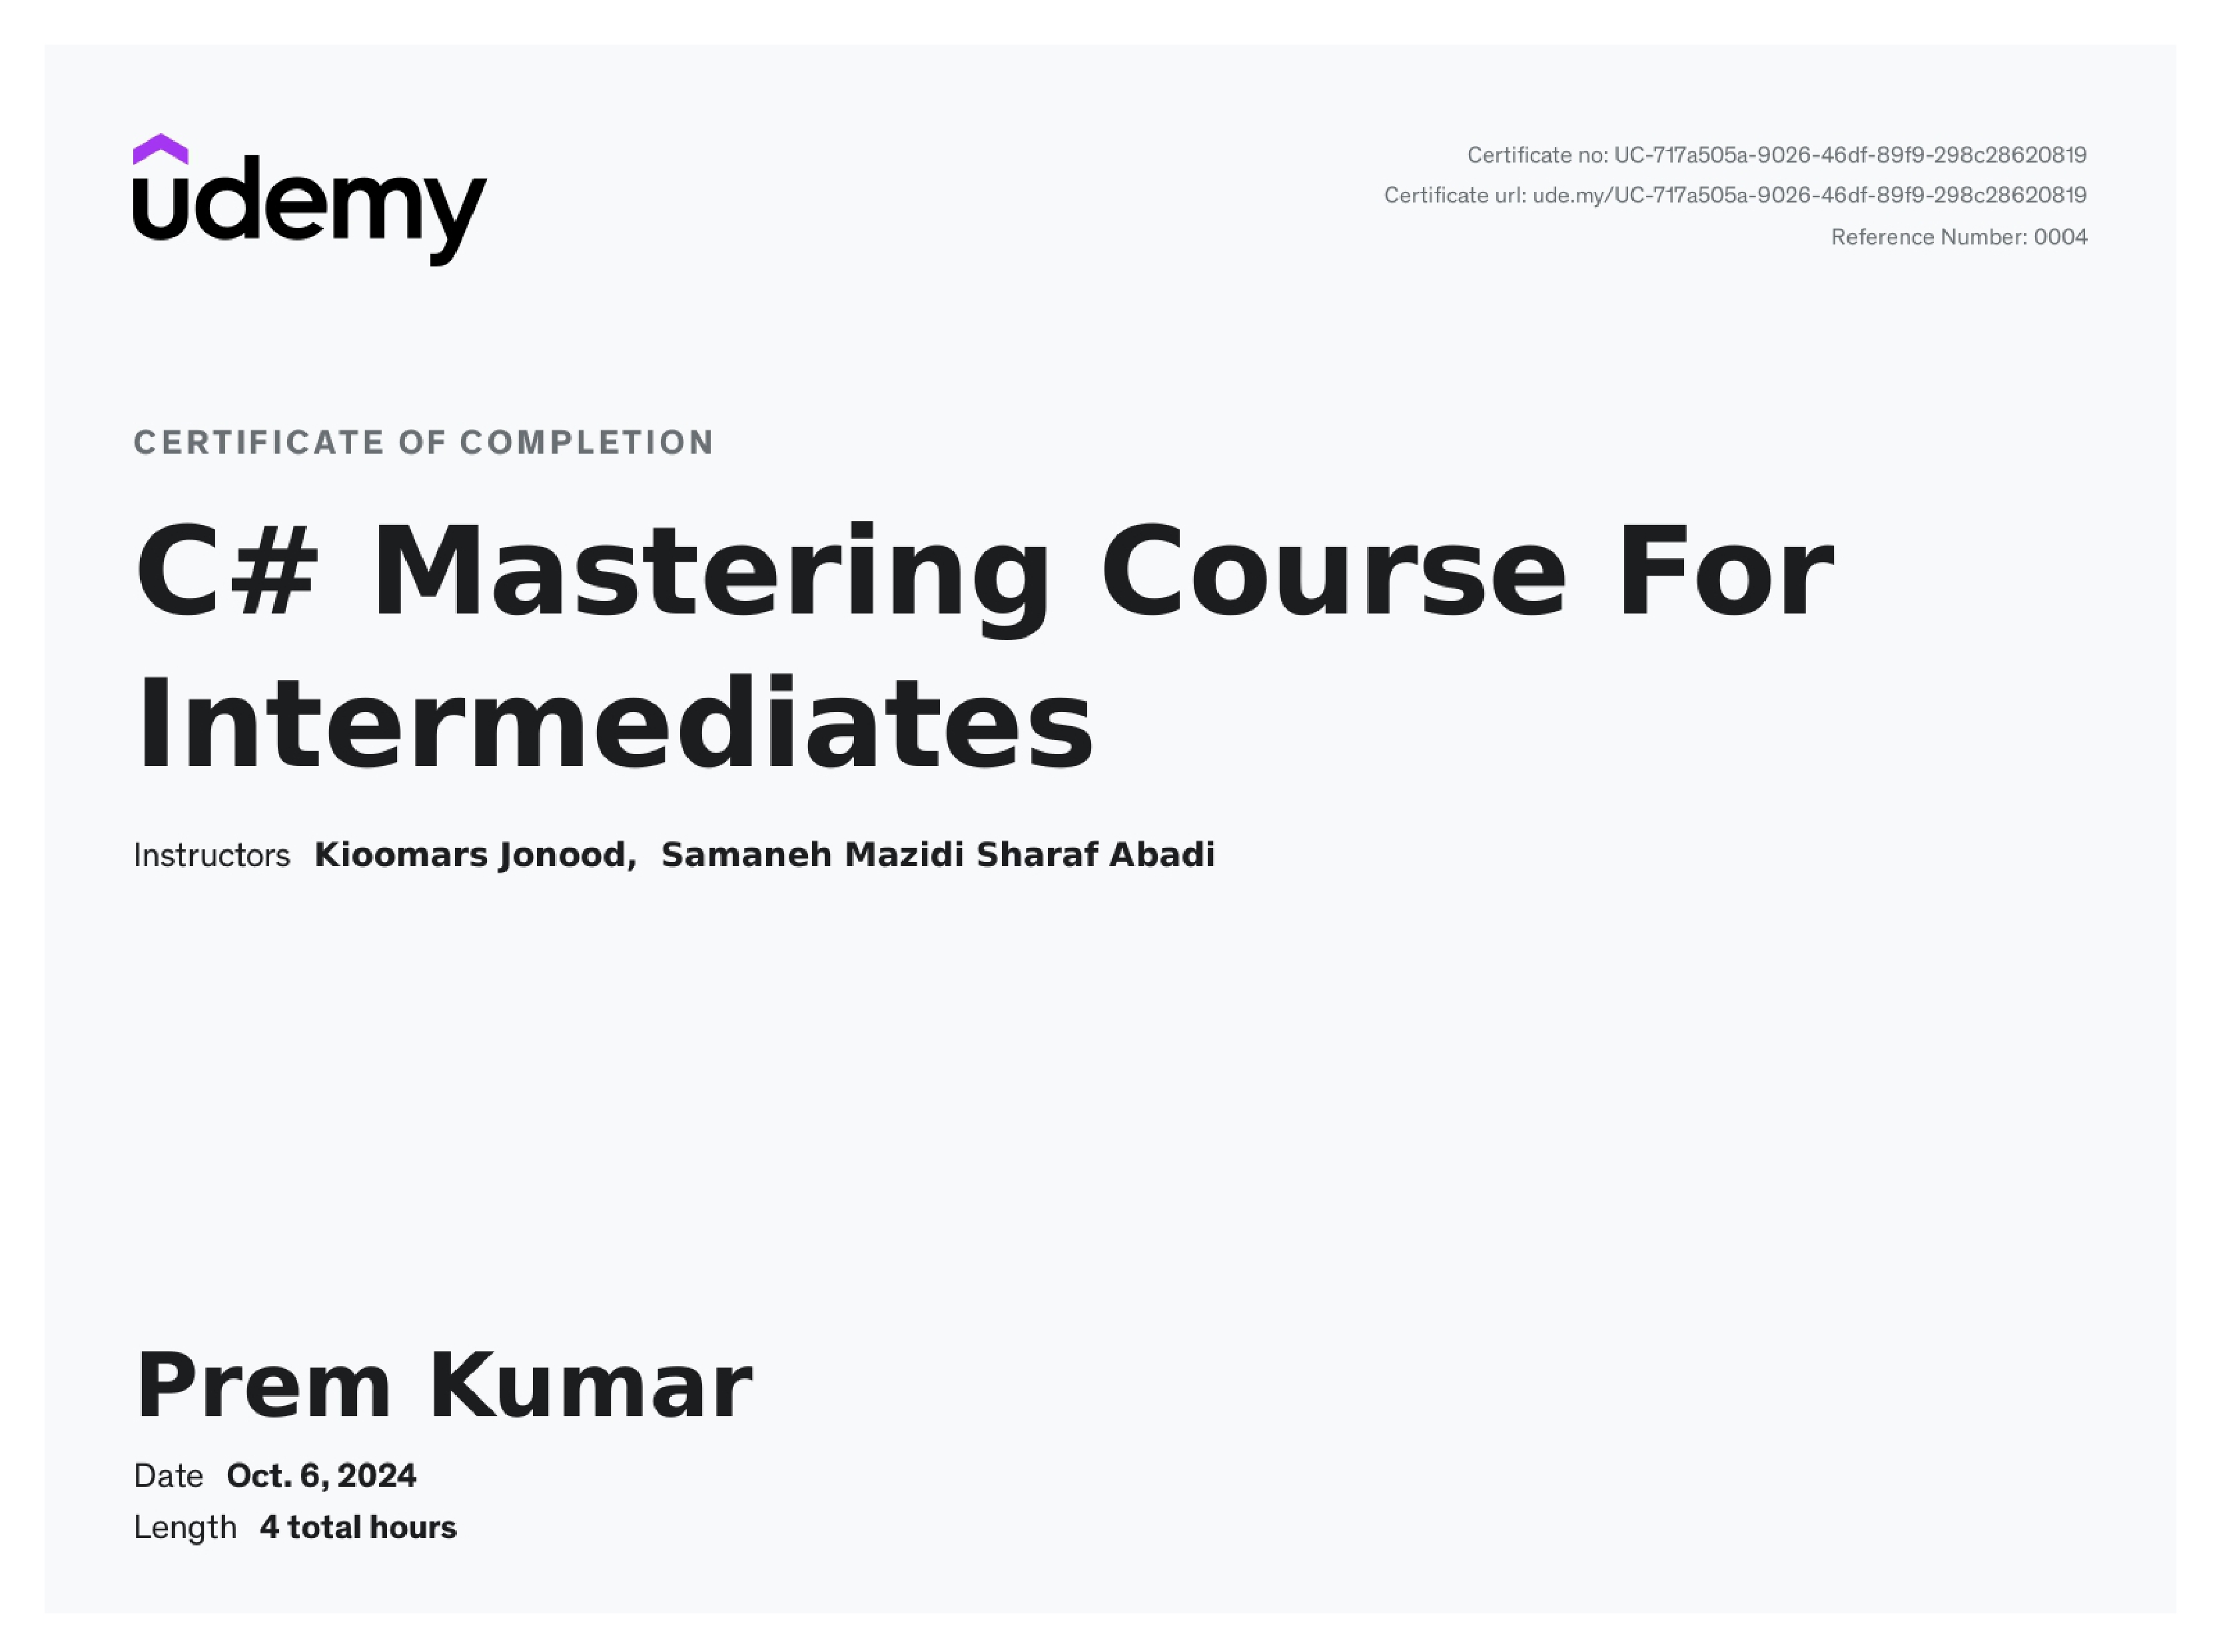 udemy
Certificate no: UC-717a505a-9026-46df-89f9-298c28620819
Certificate url: ude.my/UC-717a505a-9026-46df-89f9-298c28620819
Reference Number: 0004
CERTIFICATE OF COMPLETION
C# Mastering Course For
Intermediates
Instructors Kioomars Jonood, Samaneh Mazidi Sharaf Abadi
Prem Kumar
Date Oct. 6, 2024
Length 4 total hours